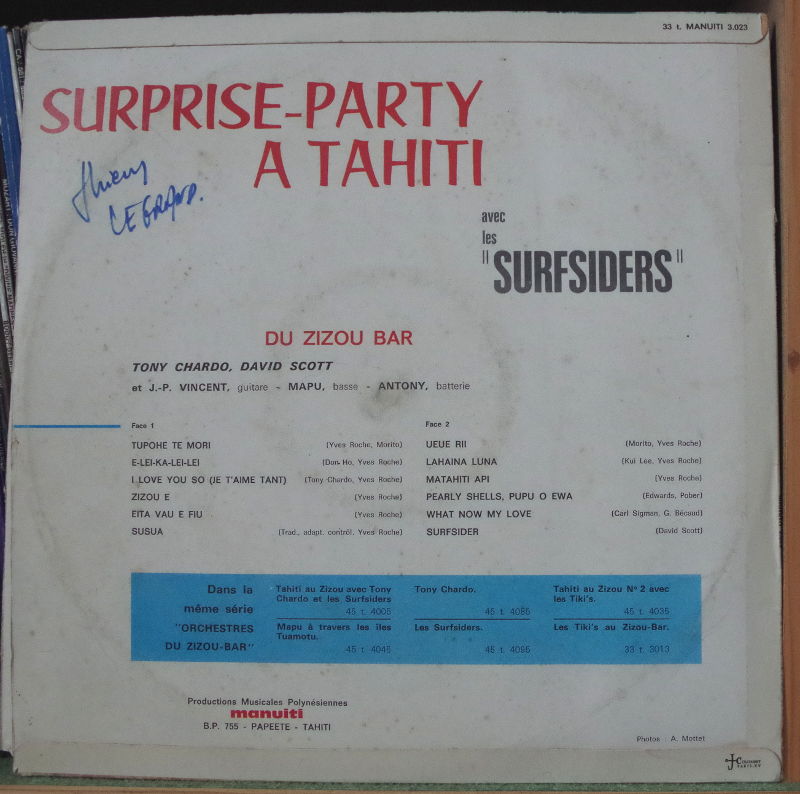 33 t. MANUITI 3.023
SURPRISE-PARTY
A TAHITI
LEGRAND.
avec
les
"SURFSIDERS"
DU ZIZOU BAR
TONY CHARDO, DAVID SCOTT
et J.-P. VINCENT, guitare - MAPU, basse - ANTONY, batterie
Face 1
TUPOHE TE MORI (Yves Roche, Morito)
E-LEI-KA-LEI-LEI (Don Ho, Yves Roche)
I LOVE YOU SO (JE T'AIME TANT) (Tony Chardo, Yves Roche)
ZIZOU E (Yves Roche)
EITA VAU E FIU (Yves Roche)
SUSUA (Trad., adapt. contrôl. Yves Roche)
Face 2
UEUE RII (Morito, Yves Roche)
LAHAINA LUNA (Kui Lee, Yves Roche)
MATAHITI API (Yves Roche)
PEARLY SHELLS, PUPU O EWA (Edwards, Pober)
WHAT NOW MY LOVE (Carl Sigman, G. Bécaud)
SURFSIDER (David Scott)
Dans la
même série
"ORCHESTRES
DU ZIZOU-BAR"
Tahiti au Zizou avec Tony
Chardo et les Surfsiders
45 t. 4005
Mapu à travers les îles
Tuamotu.
45 t. 4045
Tony Chardo.
45 t. 4085
Les Surfsiders.
45 t. 4095
Tahiti au Zizou Nº 2 avec
les Tiki's.
45 t. 4035
Les Tiki's au Zizou-Bar.
33 t. 3013
Productions Musicales Polynésiennes
manuiti
B.P. 755 - PAPEETE - TAHITI
Photos : A. Mottet